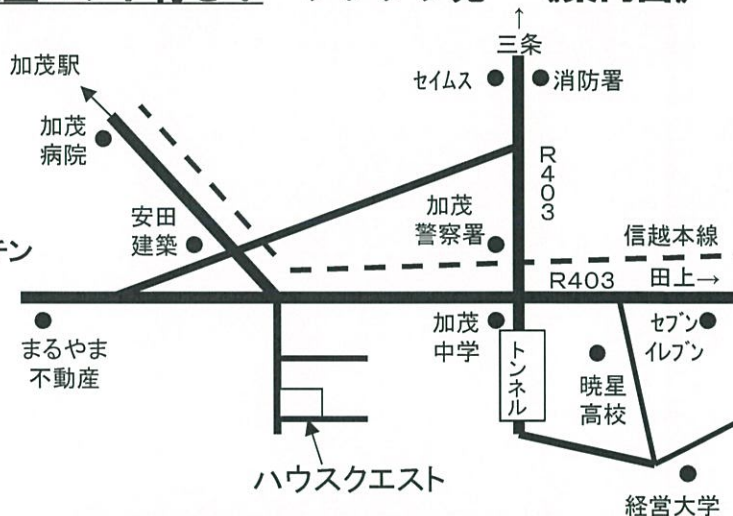 ↑
三条
加茂駅
セイムス
消防署
加茂
病院
R403
安田
建築
加茂
警察署
信越本線
R403
田上→
まるやま
不動産
加茂
中学
トンネル
暁星
高校
セブン
イレブン
ハウスクエスト
経営大学